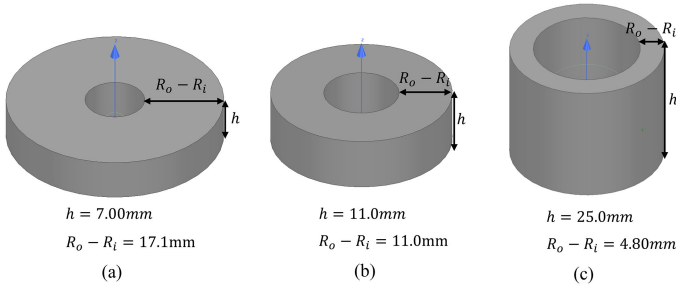 R_o − R_i
h
h = 7.00mm
R_o − R_i = 17.1mm
(a)
R_o − R_i
h
h = 11.0mm
R_o − R_i = 11.0mm
(b)
R_o − R_i
h
h = 25.0mm
R_o − R_i = 4.80mm
(c)